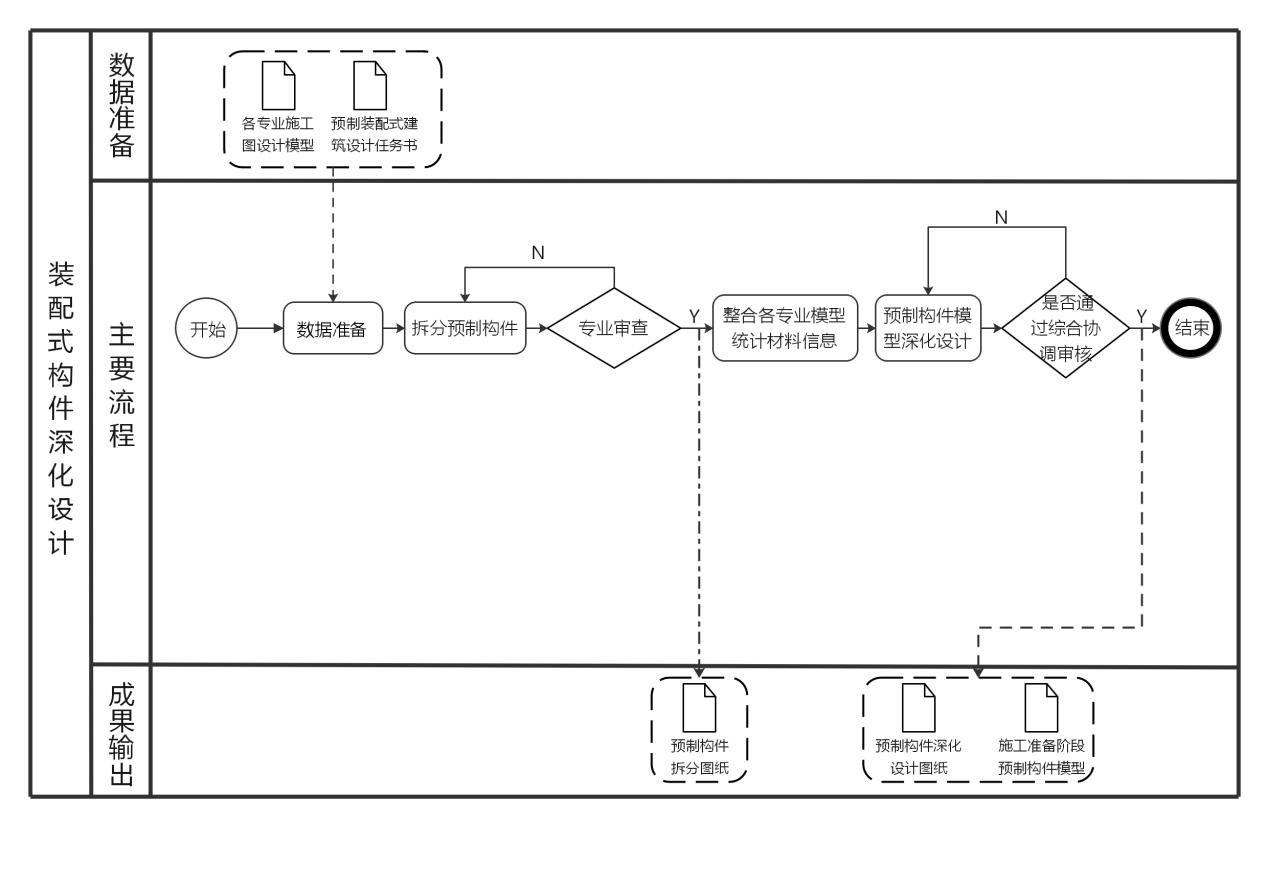 装配式构件深化设计
数据准备
各专业施工
图设计模型
预制装配式建
筑设计任务书
主要流程
开始
数据准备
拆分预制构件
N
专业审查
Y
整合各专业模型
统计材料信息
预制构件模
型深化设计
N
是否通
过综合协
调审核
Y
结束
成果输出
预制构件
拆分图纸
预制构件深化
设计图纸
施工准备阶段
预制构件模型